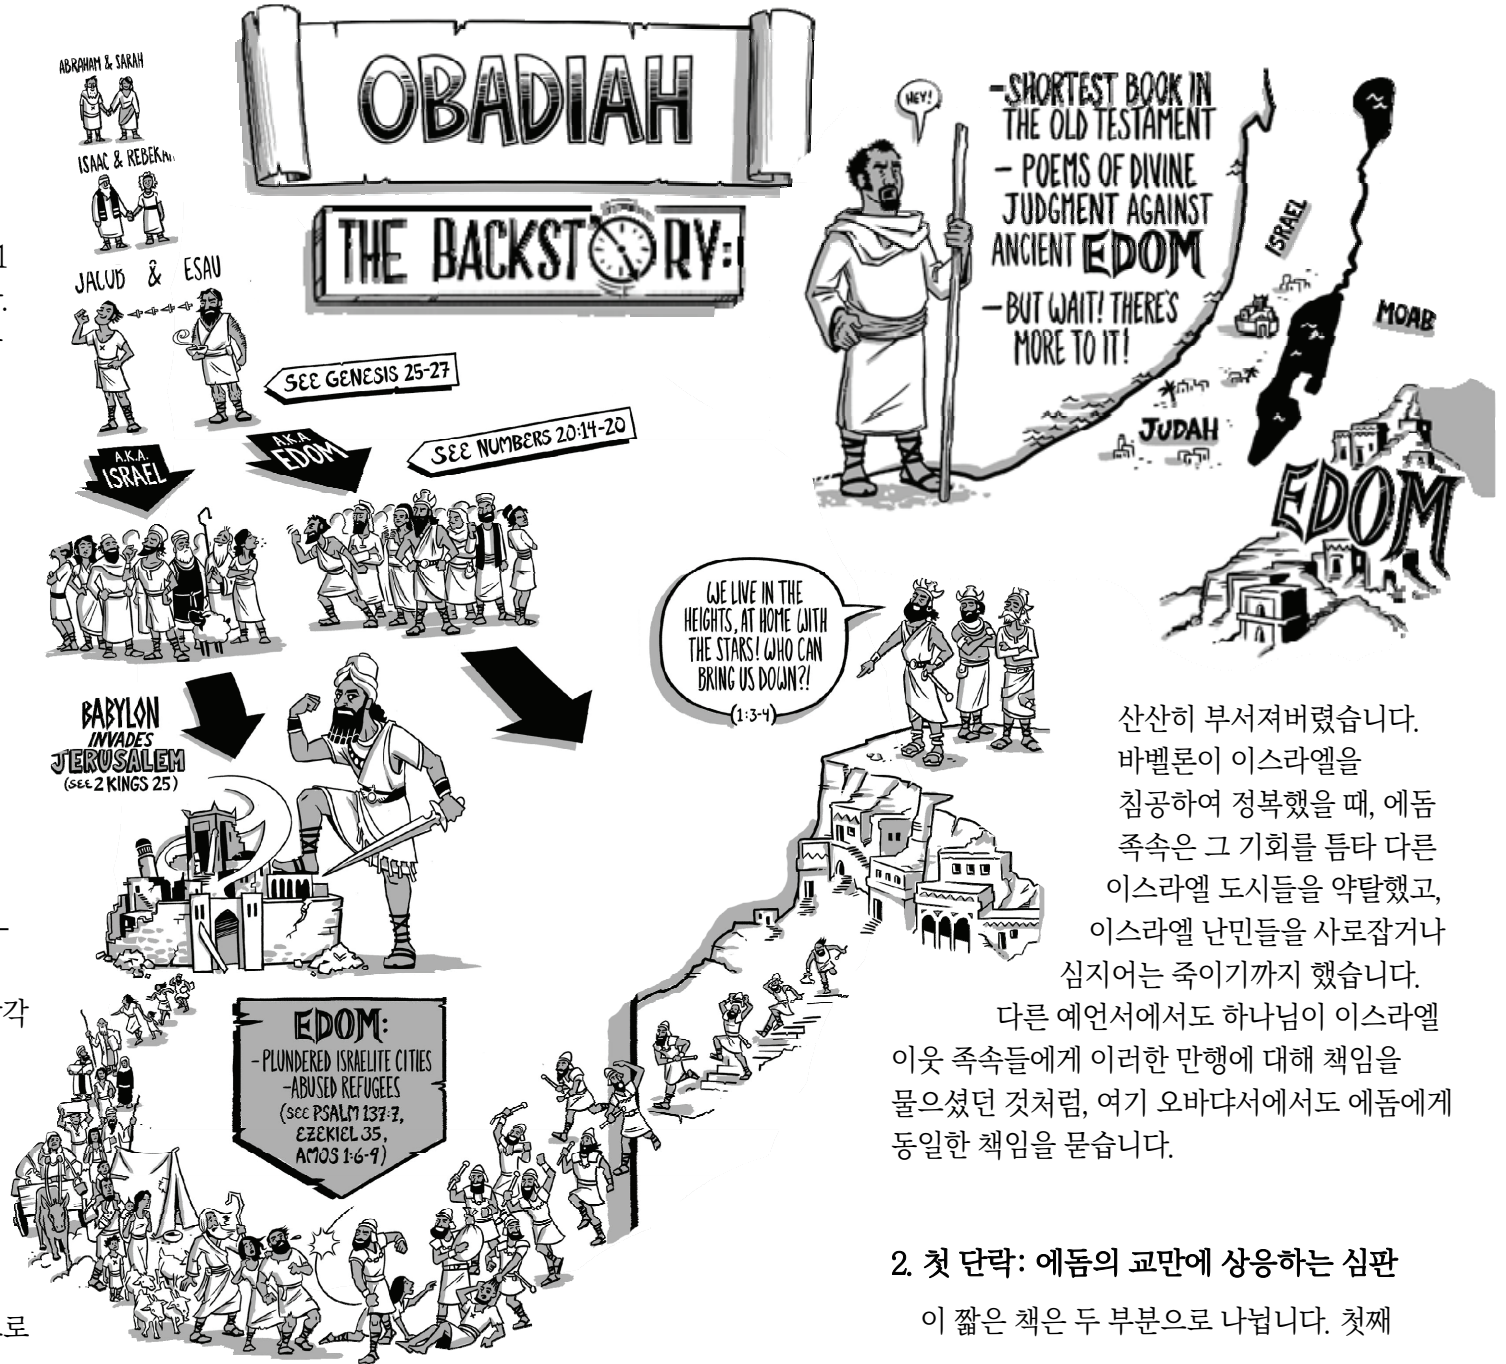 ABRAHAM & SARAH
ISAAC & REBEKAH
JACOB & ESAU
SEE GENESIS 25-27
A.K.A.
ISRAEL
A.K.A
EDOM
SEE NUMBERS 20:14-20
OBADIAH
THE BACKSTORY:
HEY!
-SHORTEST BOOK IN
THE OLD TESTAMENT
- POEMS OF DIVINE
JUDGMENT AGAINST
ANCIENT EDOM
-BUT WAIT! THERE'S
MORE TO IT!
ISRAEL
MOAB
JUDAH
EDOM
BABYLON
INVADES
JERUSALEM
(SEE 2 KINGS 25)
WE LIVE IN THE
HEIGHTS, AT HOME WITH
THE STARS! WHO CAN
BRING US DOWN?!
(1:3-4)
EDOM:
-PLUNDERED ISRAELITE CITIES
-ABUSED REFUGEES
(SEE PSALM 137:7,
EZEKIEL 35,
AMOS 1:6-9)
각
로
산산히 부서져버렸습니다.
바벨론이 이스라엘을
침공하여 정복했을 때, 에돔
족속은 그 기회를 틈타 다른
이스라엘 도시들을 약탈했고,
이스라엘 난민들을 사로잡거나
심지어는 죽이기까지 했습니다.
다른 예언서에서도 하나님이 이스라엘
이웃 족속들에게 이러한 만행에 대해 책임을
물으셨던 것처럼, 여기 오바댜서에서도 에돔에게
동일한 책임을 묻습니다.
2. 첫 단락: 에돔의 교만에 상응하는 심판
이 짧은 책은 두 부분으로 나뉩니다. 첫째